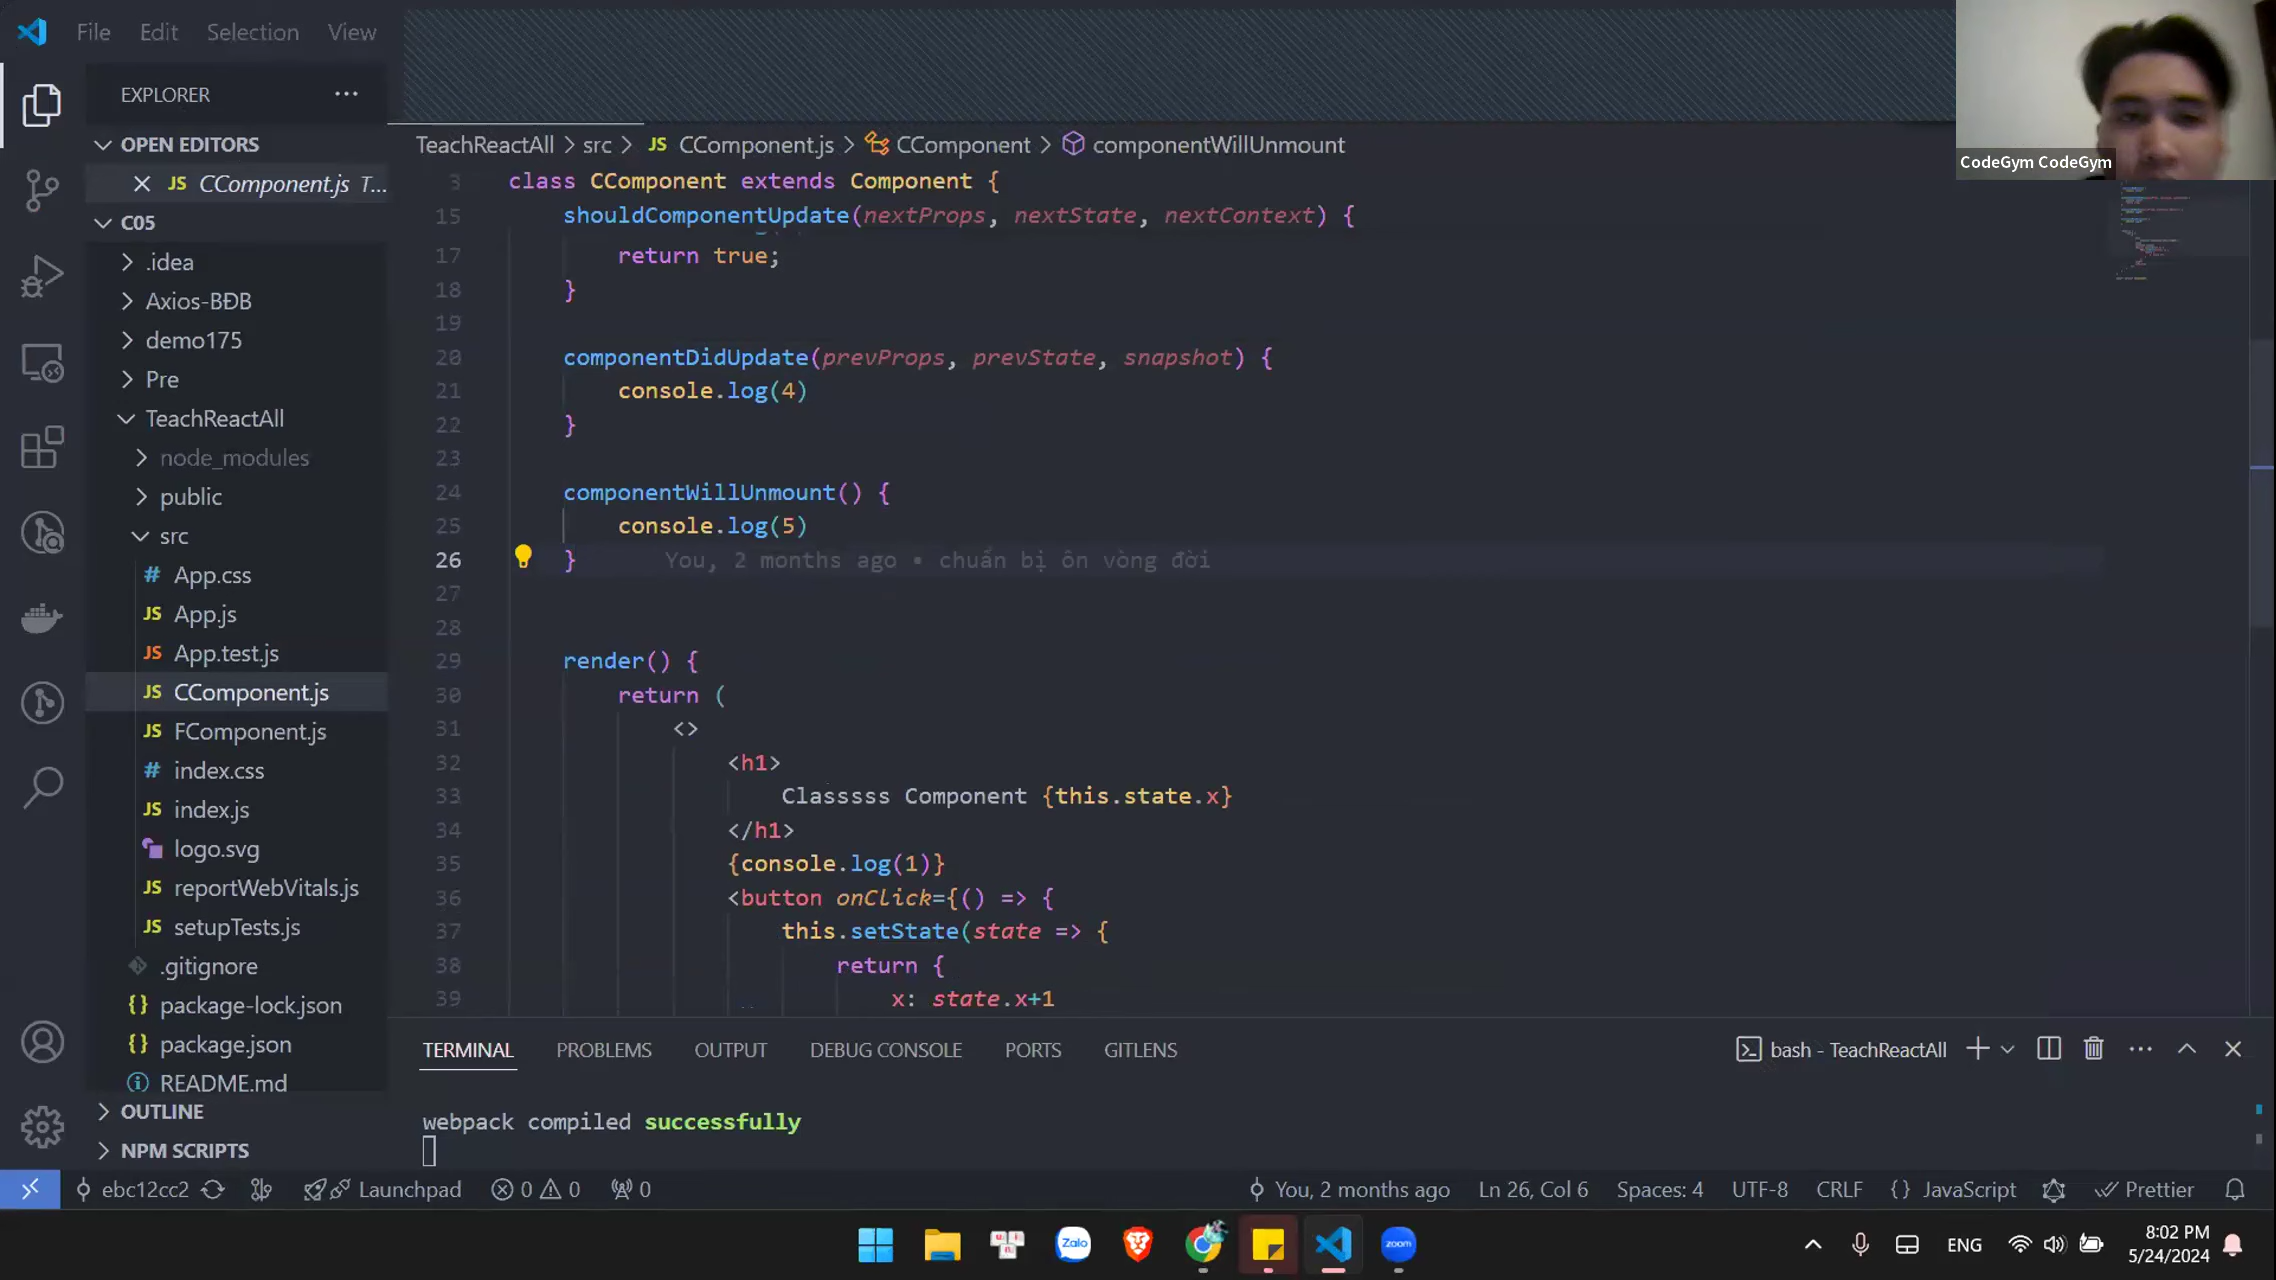 File Edit Selection View
CodeGym CodeGym
EXPLORER
OPEN EDITORS
JS CComponent.js T...
C05
.idea
Axios-BĐB
demo175
Pre
TeachReactAll
node_modules
public
src
# App.css
JS App.js
JS App.test.js
JS CComponent.js
JS FComponent.js
# index.css
JS index.js
logo.svg
JS reportWebVitals.js
JS setupTests.js
.gitignore
{} package-lock.json
{} package.json
README.md
OUTLINE
NPM SCRIPTS
TeachReactAll > src > JS CComponent.js > CComponent > componentWillUnmount
3 class CComponent extends Component {
15 shouldComponentUpdate(nextProps, nextState, nextContext) {
17 return true;
18 }
19
20 componentDidUpdate(prevProps, prevState, snapshot) {
21 console.log(4)
22 }
23
24 componentWillUnmount() {
25 console.log(5)
26 } You, 2 months ago • chuẩn bị ôn vòng đời
27
28
29 render() {
30 return (
31 <>
32 <h1>
33 Classsss Component {this.state.x}
34 </h1>
35 {console.log(1)}
36 <button onClick={() => {
37 this.setState(state => {
38 return {
39 x: state.x+1
TERMINAL PROBLEMS OUTPUT DEBUG CONSOLE PORTS GITLENS
bash - TeachReactAll
webpack compiled successfully
ebc12cc2 Launchpad 0 0 0
You, 2 months ago Ln 26, Col 6 Spaces: 4 UTF-8 CRLF {} JavaScript Prettier
Zalo
zoom
ENG
8:02 PM
5/24/2024